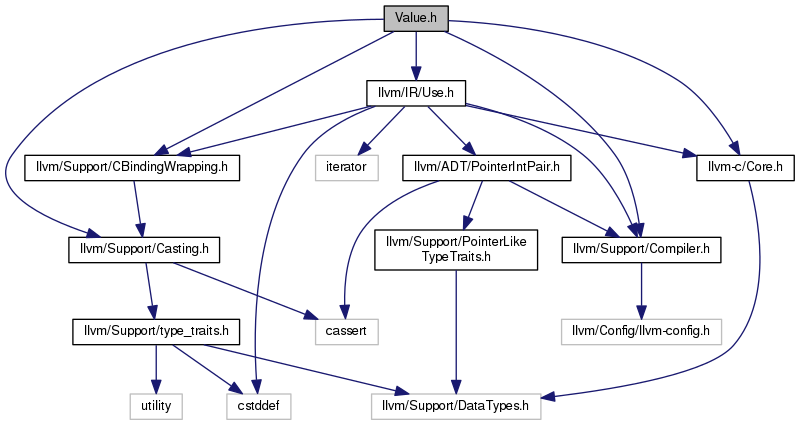 Value.h
llvm/IR/Use.h
llvm/Support/CBindingWrapping.h
iterator
llvm/ADT/PointerIntPair.h
llvm-c/Core.h
llvm/Support/Casting.h
llvm/Support/PointerLike
TypeTraits.h
llvm/Support/Compiler.h
llvm/Support/type_traits.h
cassert
llvm/Config/llvm-config.h
utility
cstddef
llvm/Support/DataTypes.h